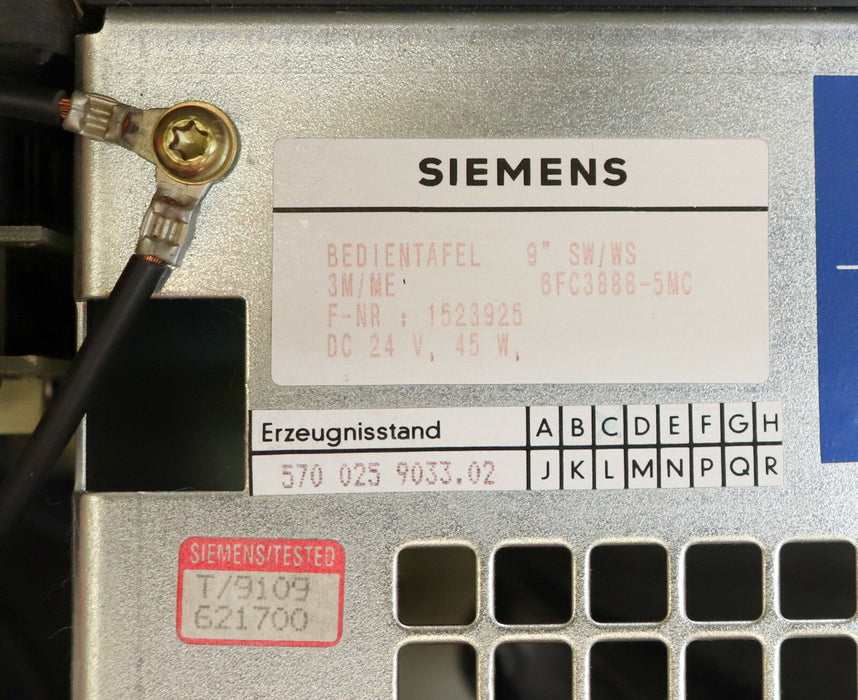 SIEMENS
BEDIENTAFEL 9" SW/WS
3M/ME 6FC3888-5MC
F-NR : 1523925
DC 24 V, 45 W,
Erzeugnisstand A B C D E F G H
570 025 9033.02 J K L M N P Q R
SIEMENS/TESTED
T/9109
621700